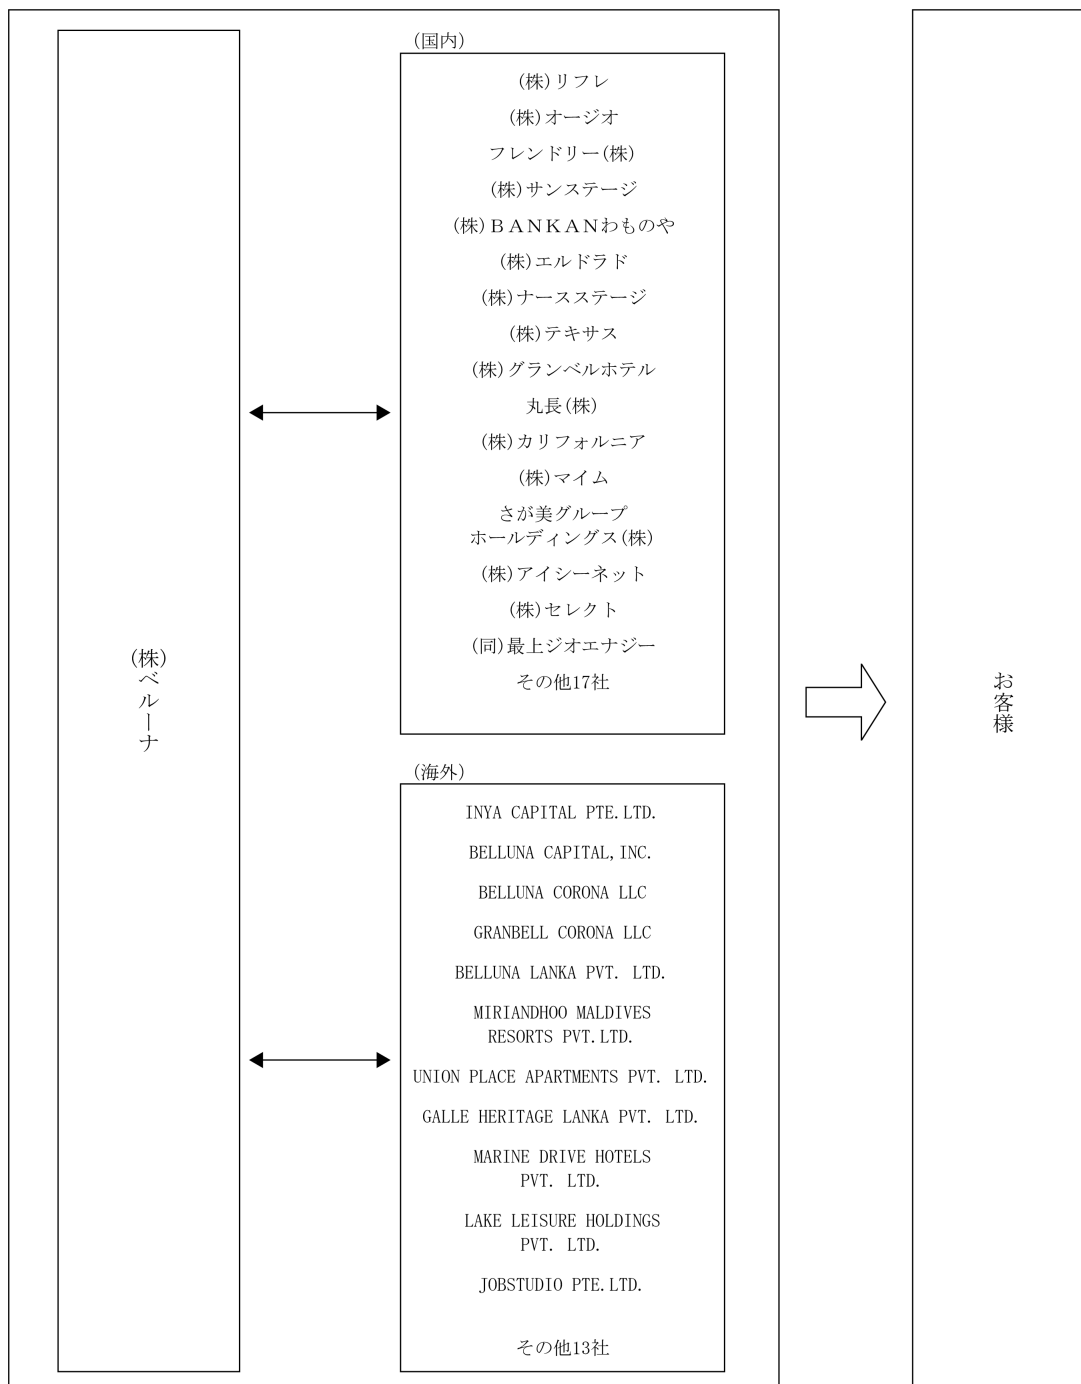 (株)ベルーナ
(国内)
(株)リフレ
(株)オージオ
フレンドリー(株)
(株)サンステージ
(株)ＢＡＮＫＡＮわものや
(株)エルドラド
(株)ナースステージ
(株)テキサス
(株)グランベルホテル
丸長(株)
(株)カリフォルニア
(株)マイム
さが美グループ
ホールディングス(株)
(株)アイシーネット
(株)セレクト
(同)最上ジオエナジー
その他17社
(海外)
INYA CAPITAL PTE.LTD.
BELLUNA CAPITAL,INC.
BELLUNA CORONA LLC
GRANBELL CORONA LLC
BELLUNA LANKA PVT. LTD.
MIRIANDHOO MALDIVES
RESORTS PVT.LTD.
UNION PLACE APARTMENTS PVT. LTD.
GALLE HERITAGE LANKA PVT. LTD.
MARINE DRIVE HOTELS
PVT. LTD.
LAKE LEISURE HOLDINGS
PVT. LTD.
JOBSTUDIO PTE.LTD.
その他13社
お客様